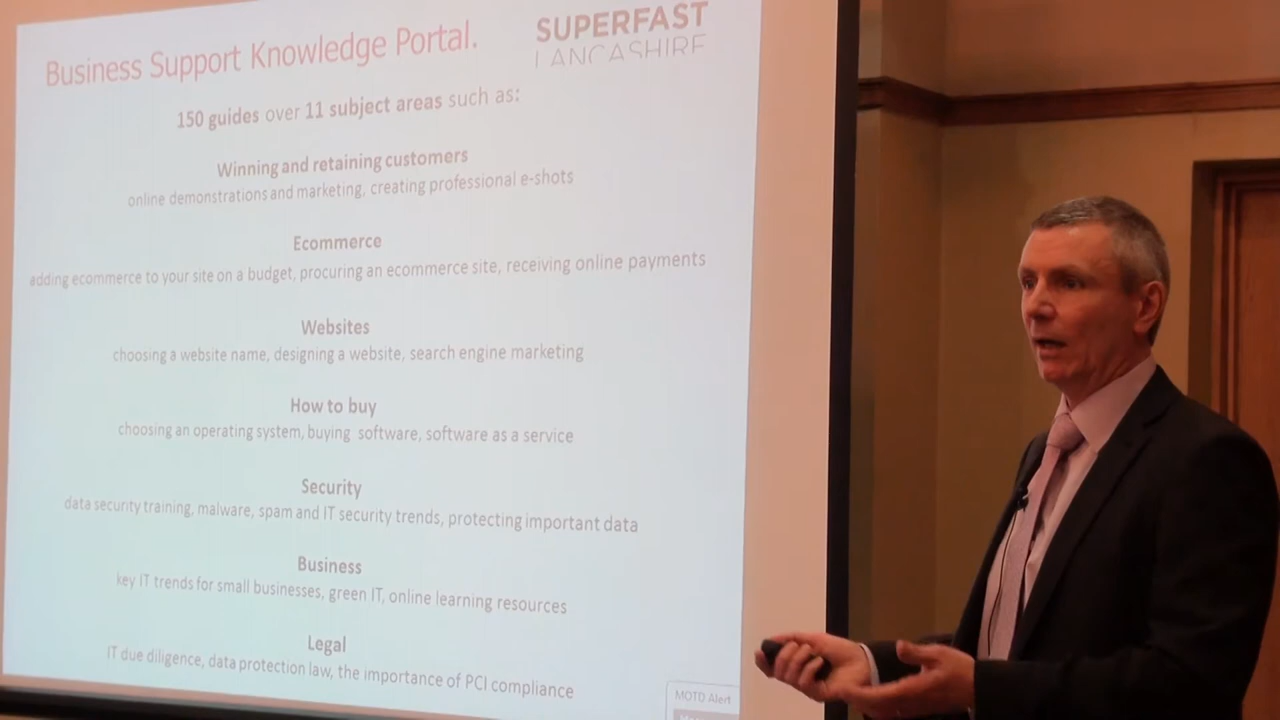 Business Support Knowledge Portal.
SUPERFAST
LANCASHIRE
150 guides over 11 subject areas such as:
Winning and retaining customers
online demonstrations and marketing, creating professional e-shots
Ecommerce
adding ecommerce to your site on a budget, procuring an ecommerce site, receiving online payments
Websites
choosing a website name, designing a website, search engine marketing
How to buy
choosing an operating system, buying software, software as a service
Security
data security training, malware, spam and IT security trends, protecting important data
Business
key IT trends for small businesses, green IT, online learning resources
Legal
IT due diligence, data protection law, the importance of PCI compliance
MOTD Alert